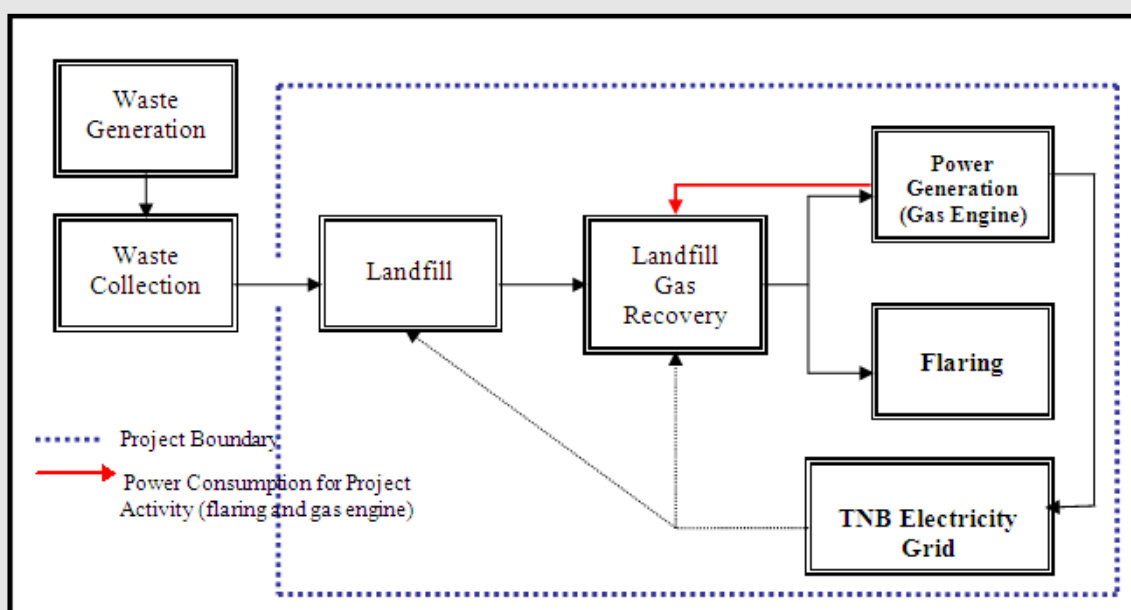 Waste
Generation
Waste
Collection
Landfill
Landfill
Gas
Recovery
Power
Generation
(Gas Engine)
Flaring
TNB Electricity
Grid
Project Boundary
Power Consumption for Project
Activity (flaring and gas engine)